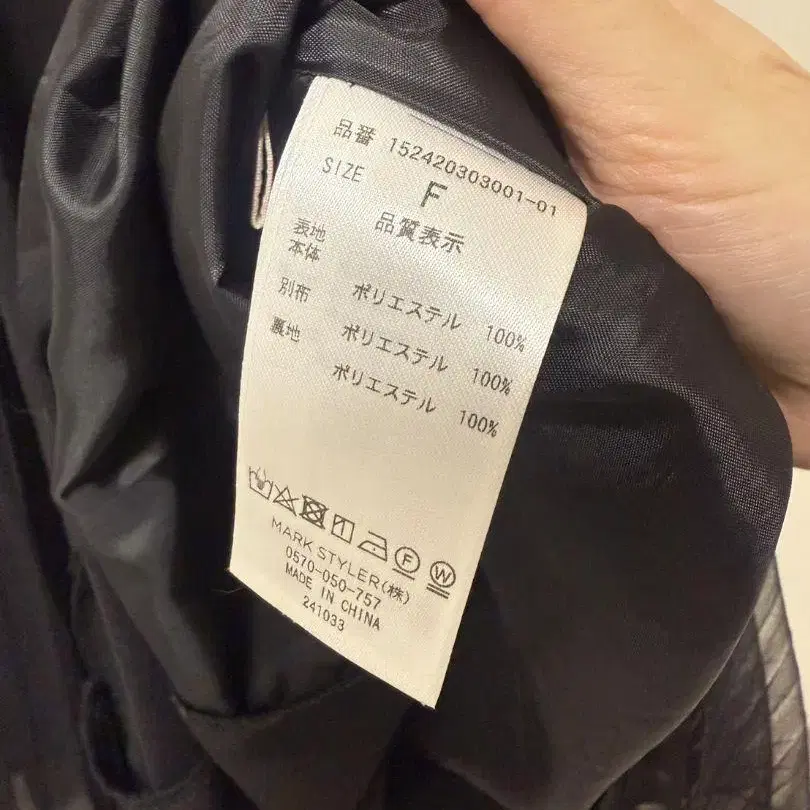 品番 152420303001-01
SIZE F
品質表示
表地
本体 ポリエステル 100%
別布 ポリエステル 100%
裏地 ポリエステル 100%
MARK STYLER(株)
0570-050-757
MADE IN CHINA
241033